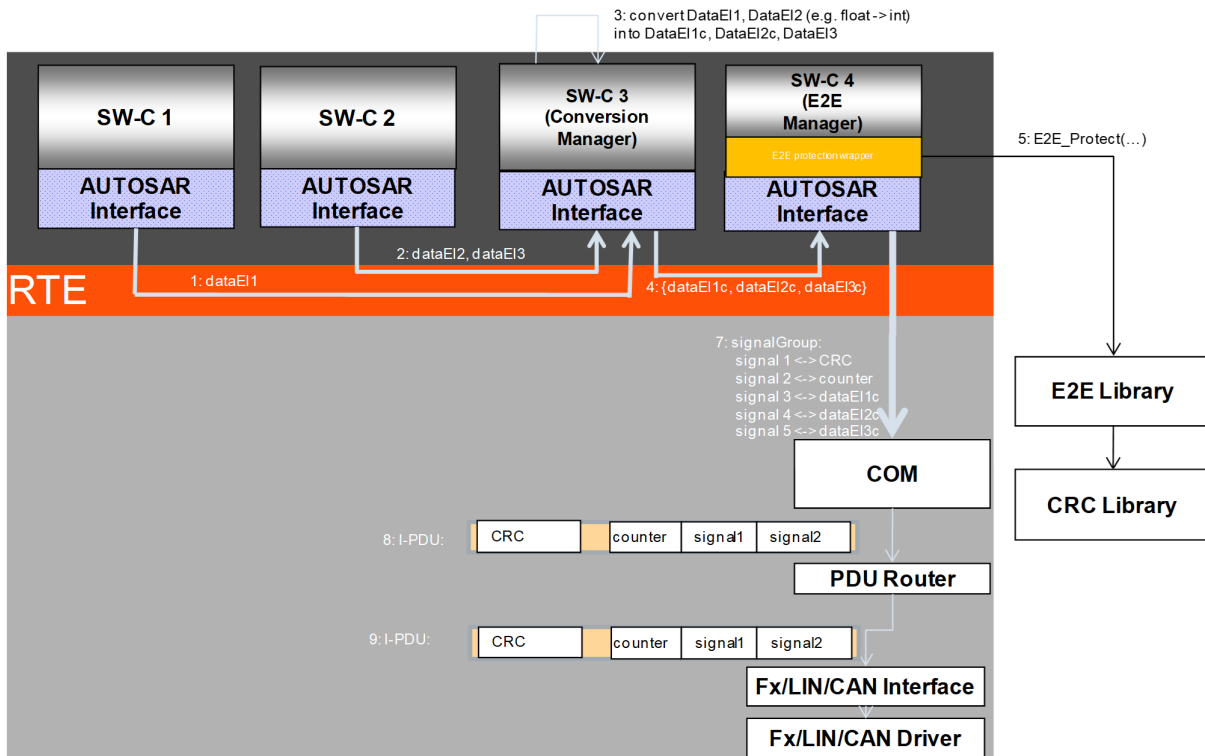 3: convert DataEl1, DataEl2 (e.g. float->int)
into DataEl1c, DataEl2c, DataEl3
SW-C 1
SW-C 2
SW-C 3
(Conversion
Manager)
SW-C 4
(E2E
Manager)
E2E protection wrapper
5: E2E_Protect(…)
AUTOSAR
Interface
AUTOSAR
Interface
AUTOSAR
Interface
AUTOSAR
Interface
2: dataEl2, dataEl3
1: dataEl1
4: {dataEl1c, dataEl2c, dataEl3c}
RTE
7: signalGroup:
signal 1 <-> CRC
signal 2 <-> counter
signal 3 <-> dataEl1c
signal 4 <-> dataEl2c
signal 5 <-> dataEl3c
E2E Library
COM
CRC Library
8: I-PDU:
CRC
counter
signal1
signal2
PDU Router
9: I-PDU:
CRC
counter
signal1
signal2
Fx/LIN/CAN Interface
Fx/LIN/CAN Driver